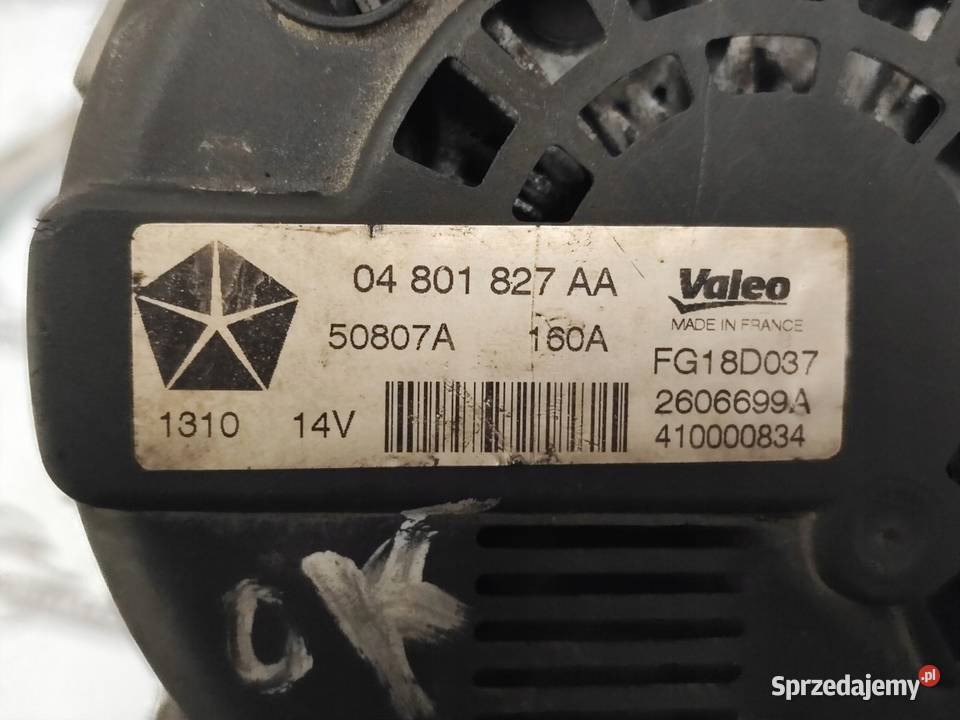 04 801 827 AA
50807A 160A
1310 14V
Valeo
MADE IN FRANCE
FG18D037
2606699A
410000834
OK
Sprzedajemy.pl